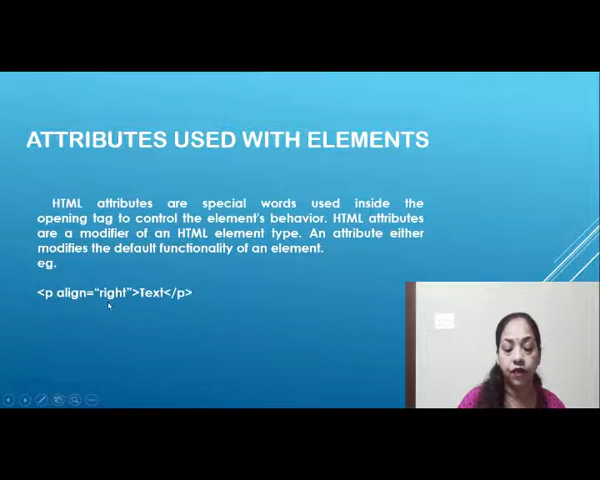 ATTRIBUTES USED WITH ELEMENTS
HTML attributes are special words used inside the
opening tag to control the element's behavior. HTML attributes
are a modifier of an HTML element type. An attribute either
modifies the default functionality of an element.
eg.
<p align=“right”>Text</p>